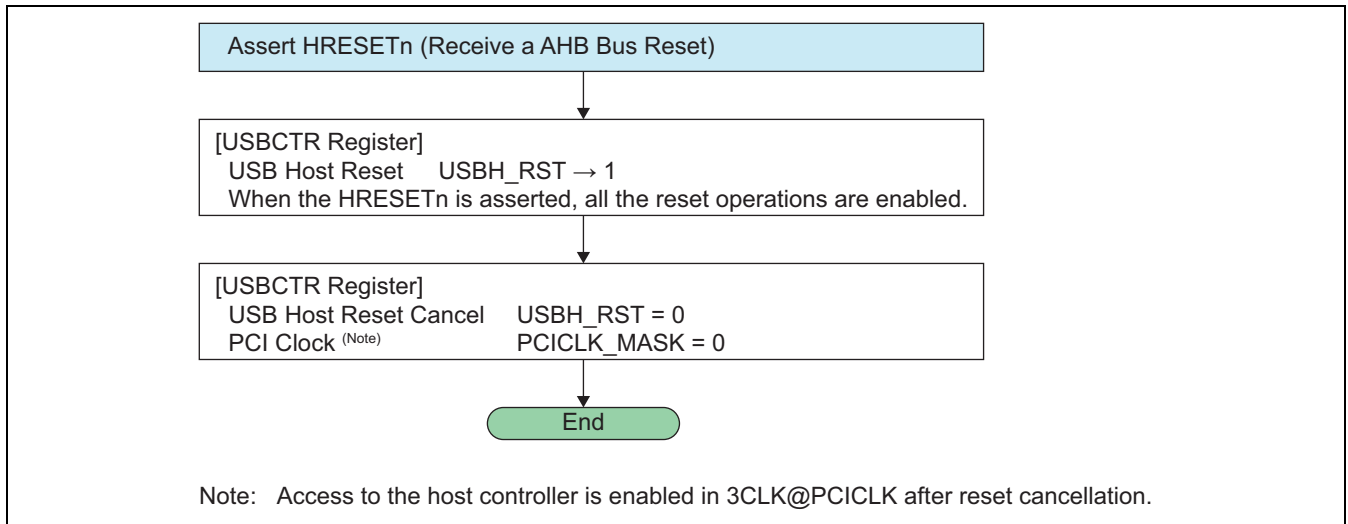 Assert HRESETn (Receive a AHB Bus Reset)
[USBCTR Register]
USB Host Reset USBH_RST → 1
When the HRESETn is asserted, all the reset operations are enabled.
[USBCTR Register]
USB Host Reset Cancel USBH_RST = 0
PCI Clock (Note) PCICLK_MASK = 0
End
Note: Access to the host controller is enabled in 3CLK@PCICLK after reset cancellation.